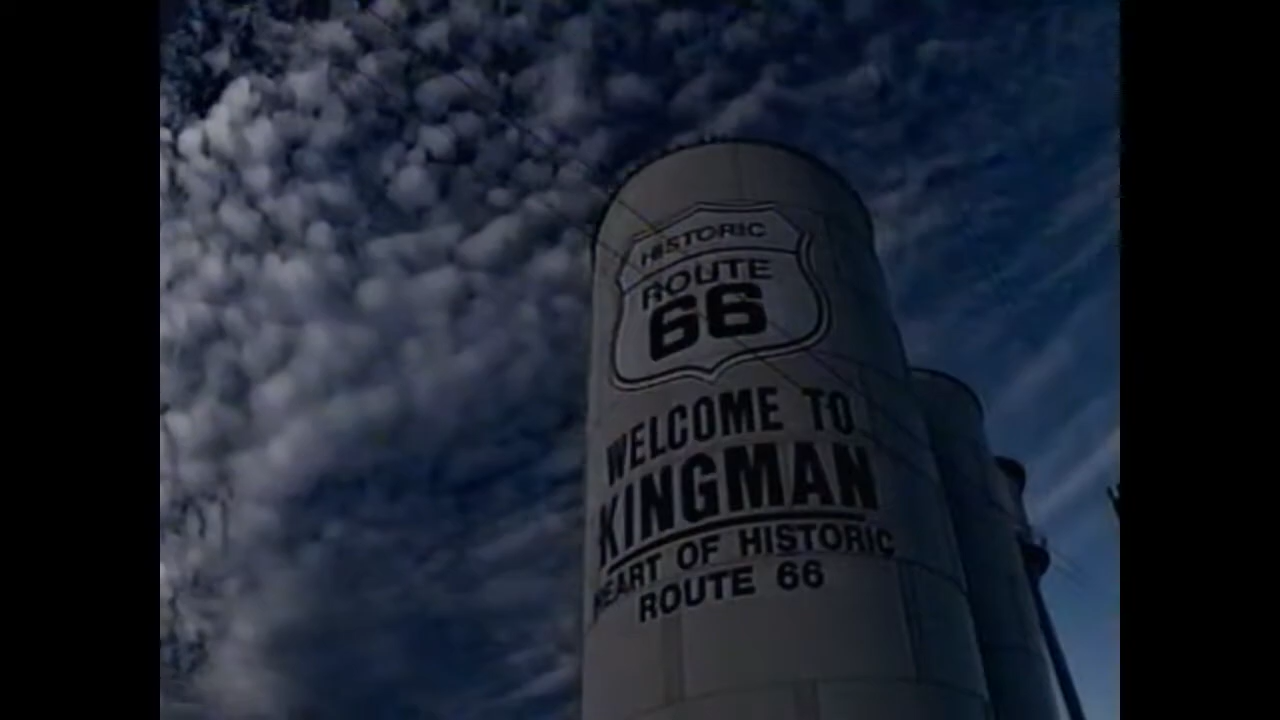 HISTORIC
ROUTE
66
WELCOME TO
KINGMAN
HEART OF HISTORIC
ROUTE 66